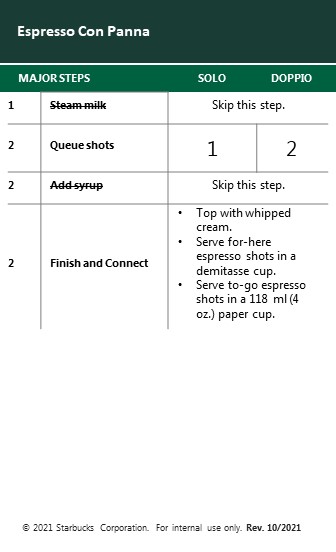 Espresso Con Panna
MAJOR STEPS SOLO DOPPIO
1 Steam milk Skip this step.
2 Queue shots 1 2
2 Add syrup Skip this step.
2 Finish and Connect
• Top with whipped
cream.
• Serve for-here
espresso shots in a
demitasse cup.
• Serve to-go espresso
shots in a 118 ml (4
oz.) paper cup.
© 2021 Starbucks Corporation. For internal use only. Rev. 10/2021